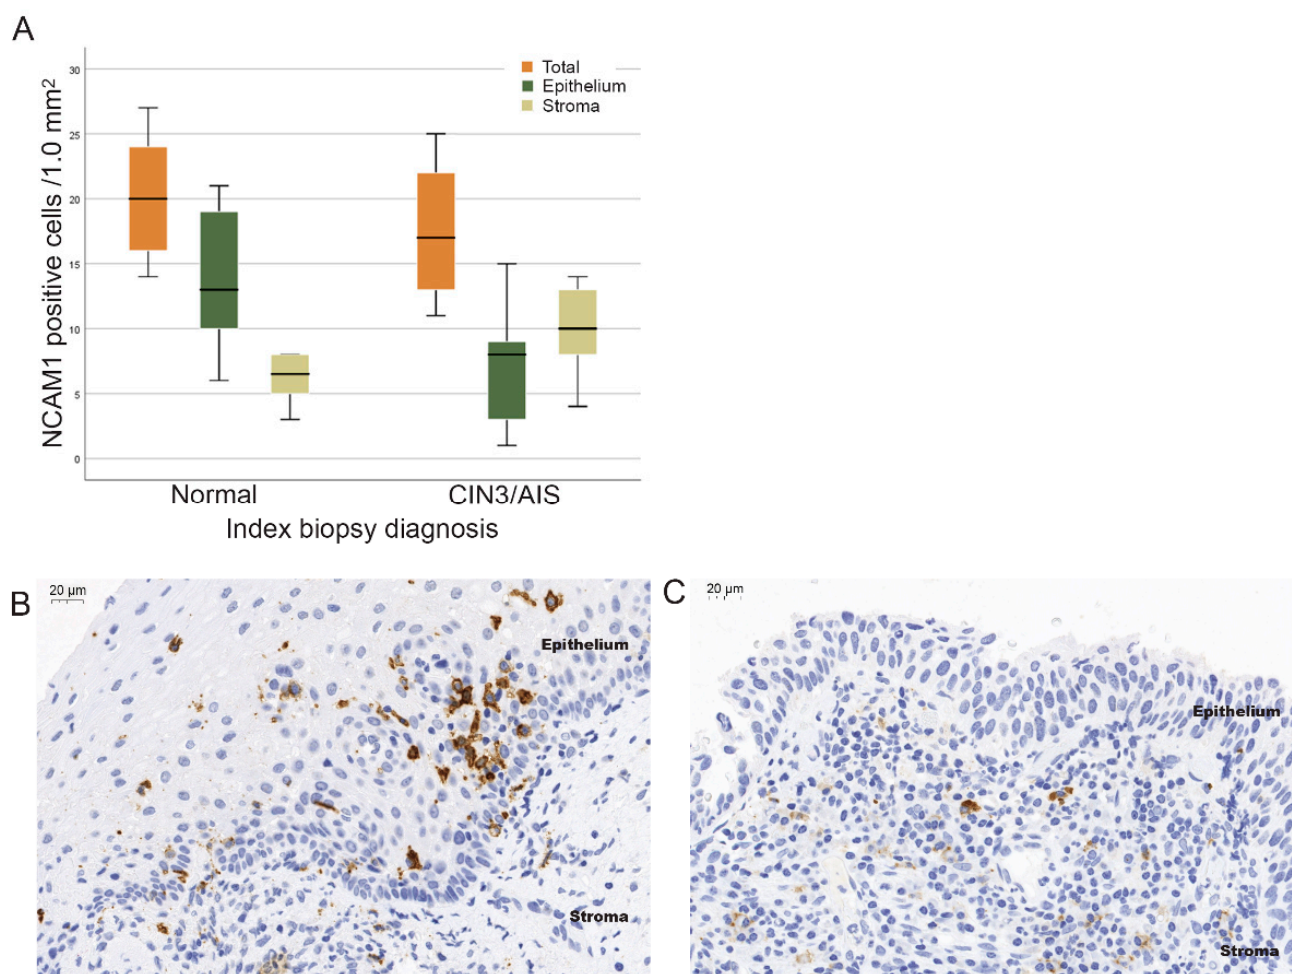 A
NCAM1 positive cells /1.0 mm²
30
25
20
15
10
5
0
Total
Epithelium
Stroma
Normal
CIN3/AIS
Index biopsy diagnosis
B
20 µm
Epithelium
Stroma
C
20 µm
Epithelium
Stroma